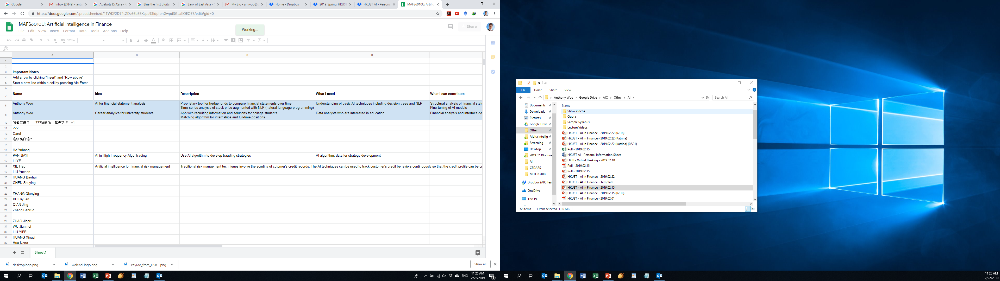 Google
Inbox (2,849) - antw
Asiabots Dr.Care -
Blue the first digital
Bank of East Asia -
My Bio - antwoo@g
Home - Dropbox
2019_Spring_HKUST
HKUST AI - Persona
MAFS6010U: Artific
https://docs.google.com/spreadsheets/d/1TWKF2D74cZDz66bSBXcpa93idpIbhGwpd3GaaKOEQ7E/edit#gid=0
MAFS6010U: Artificial Intelligence in Finance
File Edit View Insert Format Data Tools Add-ons Help
Working...
Share
$ % .0 .00 123
B I S A
fx
A B C D
1
2
3 Important Notes
4 Add a row by clicking "Insert" and "Row above"
5 Start a new line within a cell by pressing Alt+Enter
6
7 Name Idea Description What I need What I can contribute
8 Anthony Woo AI for financial statement analysis Proprietary tool for hedge funds to compare financial statements over time Understanding of basic AI techniques including decision trees and NLP Structural analysis of financial state
Time-series analysis of stock price augmented with NLP (natural language programming) Fine-tuning of AI models
9 Anthony Woo Career analytics for university students App with recruiting information and solutions for college students Data analysts who are interested in education Financial analysis and interface de
Matching algorithm for internships and full-time positions
10 张般若傻了 ???哈哈哈！我也觉得 +1
11 ???
12 Carol
13 高级表白墙？
14
15 He Yuhang
16 PAN JIAYI AI in High Frequency Algo Trading Use AI algorithm to develop traading strategies AI algorithm, data for strategy development
17 LI YE
18 XIE Hao Artificial intelligence for financial risk management Traditional risk mangement techniques involve the scrutiny of cutomer's credit records. The AI techniques can be used to track customer's credit behaviors continuously so that the credit profile can be cr
19 LIU Yuchen
20 HUANG Baohui
21 CHEN Shuying
22
23 ZHANG Qianying
24 XU Lliyuan
25 QIAN Jing
26 Zhang Banruo
27
28 ZHAO Jingru
29 WU Jianmei
30 LIU YIFEI
31 HUANG Xingyi
32 Hua Neng
Sheet1
desktoplogo.png
welend-logo.png
PayMe_from_HSB....png
Show all
ENG
11:25 AM
2/22/2019
AI
File Home Share View
Anthony Woo > Google Drive > AIC > Other > AI >
Search AI
Documents
Downloads
Pictures
Google Drive
Other
Alpha Intellig
Screening
Desktop
2019.02.19 - Inve
AI
CEDARS
MITE 6310B
Dropbox (AIC Tea
OneDrive
This PC
Name
Show Videos
Quora
Sample Syllabus
Lecture Videos
HKUST - AI in Finance - 2019.02.22 (02.18)
HKUST - AI in Finance - 2019.02.22 (Katrina)
HKUST - AI in Finance - 2019.02.22 (Katrina) (02.21)
Poll - 2019.02.15
HKUST AI - Personal Information Sheet
HKIB - Virtual Banking - 2019.02.18
Poll - 2019.02.15
Poll - 2019.02.15
HKUST - AI in Finance - 2019.02.22
HKUST - AI in Finance - Template
HKUST - AI in Finance - 2019.02.15
HKUST - AI in Finance - 2019.02.15 (02.10)
HKUST - AI in Finance - 2019.02.01
52 items 1 item selected 11.0 MB
11:25 AM
2/22/2019